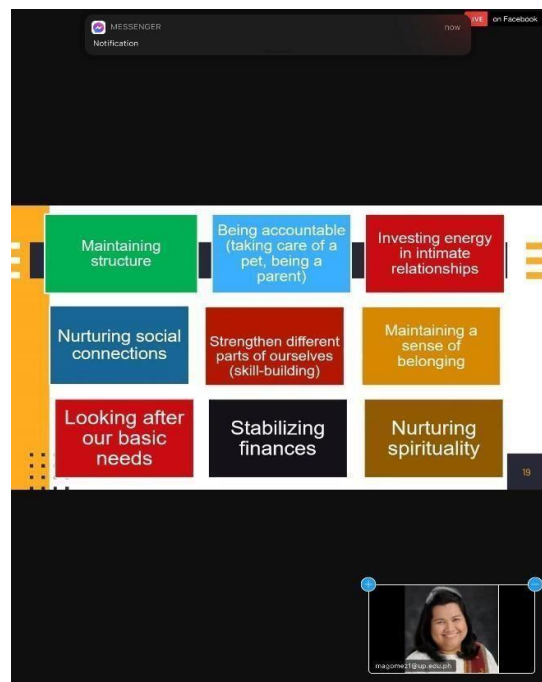 MESSENGER
now
Notification
LIVE on Facebook
Maintaining
structure
Being accountable
(taking care of a
pet, being a
parent)
Investing energy
in intimate
relationships
Nurturing social
connections
Strengthen different
parts of ourselves
(skill-building)
Maintaining a
sense of
belonging
Looking after
our basic
needs
Stabilizing
finances
Nurturing
spirituality
19
magomez1@up.edu.ph